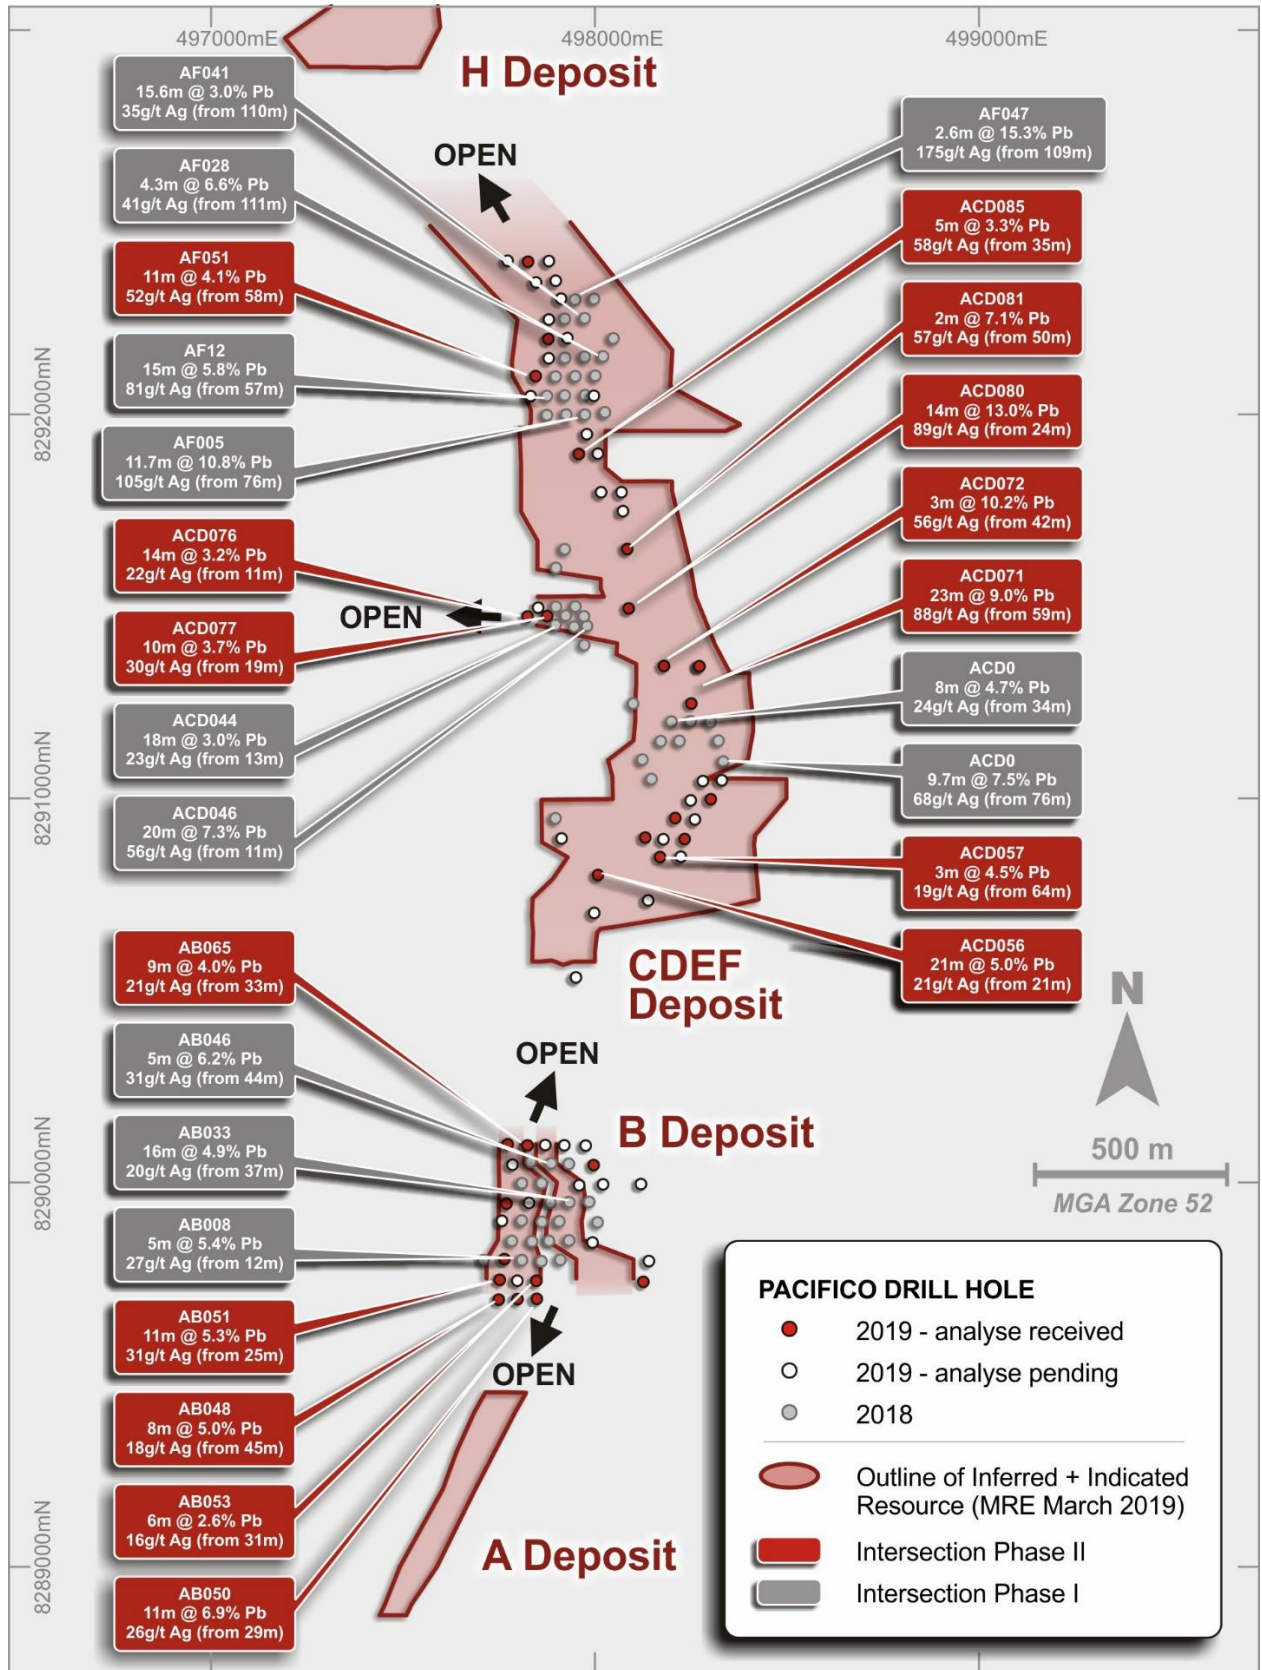 497000mE
498000mE
499000mE
H Deposit
AF041
15.6m @ 3.0% Pb
35g/t Ag (from 110m)
AF047
2.6m @ 15.3% Pb
175g/t Ag (from 109m)
OPEN
AF028
4.3m @ 6.6% Pb
41g/t Ag (from 111m)
ACD085
5m @ 3.3% Pb
58g/t Ag (from 35m)
AF051
11m @ 4.1% Pb
52g/t Ag (from 58m)
ACD081
2m @ 7.1% Pb
57g/t Ag (from 50m)
AF12
15m @ 5.8% Pb
81g/t Ag (from 57m)
8292000mN
ACD080
14m @ 13.0% Pb
89g/t Ag (from 24m)
AF005
11.7m @ 10.8% Pb
105g/t Ag (from 76m)
ACD072
3m @ 10.2% Pb
56g/t Ag (from 42m)
ACD076
14m @ 3.2% Pb
22g/t Ag (from 11m)
ACD071
23m @ 9.0% Pb
88g/t Ag (from 59m)
OPEN
ACD077
10m @ 3.7% Pb
30g/t Ag (from 19m)
ACD0
8m @ 4.7% Pb
24g/t Ag (from 34m)
ACD044
18m @ 3.0% Pb
23g/t Ag (from 13m)
ACD0
9.7m @ 7.5% Pb
68g/t Ag (from 76m)
8291000mN
ACD046
20m @ 7.3% Pb
56g/t Ag (from 11m)
ACD057
3m @ 4.5% Pb
19g/t Ag (from 64m)
AB065
9m @ 4.0% Pb
21g/t Ag (from 33m)
CDEF
Deposit
ACD056
21m @ 5.0% Pb
21g/t Ag (from 21m)
N
AB046
5m @ 6.2% Pb
31g/t Ag (from 44m)
OPEN
B Deposit
AB033
16m @ 4.9% Pb
20g/t Ag (from 37m)
500 m
MGA Zone 52
8290000mN
AB008
5m @ 5.4% Pb
27g/t Ag (from 12m)
AB051
11m @ 5.3% Pb
31g/t Ag (from 25m)
OPEN
AB048
8m @ 5.0% Pb
18g/t Ag (from 45m)
AB053
6m @ 2.6% Pb
16g/t Ag (from 31m)
A Deposit
8289000mN
AB050
11m @ 6.9% Pb
26g/t Ag (from 29m)
PACIFICO DRILL HOLE
2019 - analyse received
2019 - analyse pending
2018
Outline of Inferred + Indicated
Resource (MRE March 2019)
Intersection Phase II
Intersection Phase I